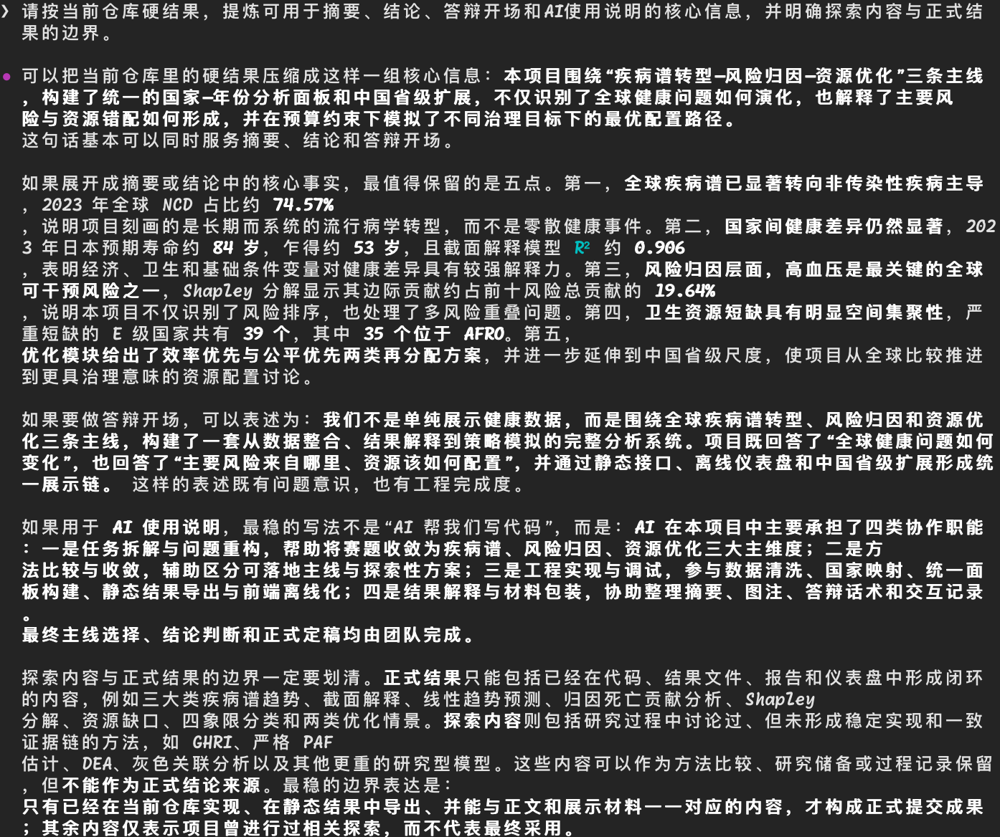 ❯ 请按当前仓库硬结果，提炼可用于摘要、结论、答辩开场和AI使用说明的核心信息，并明确探索内容与正式结
果的边界。
● 可以把当前仓库里的硬结果压缩成这样一组核心信息：本项目围绕“疾病谱转型—风险归因—资源优化”三条主线
，构建了统一的国家—年份分析面板和中国省级扩展，不仅识别了全球健康问题如何演化，也解释了主要风
险与资源错配如何形成，并在预算约束下模拟了不同治理目标下的最优配置路径。
这句话基本可以同时服务摘要、结论和答辩开场。
如果展开成摘要或结论中的核心事实，最值得保留的是五点。第一，全球疾病谱已显著转向非传染性疾病主导
，2023 年全球 NCD 占比约 74.57%
，说明项目刻画的是长期而系统的流行病学转型，而不是零散健康事件。第二，国家间健康差异仍然显著，202
3 年日本预期寿命约 84 岁，乍得约 53 岁，且截面解释模型 R² 约 0.906
，表明经济、卫生和基础条件变量对健康差异具有较强解释力。第三，风险归因层面，高血压是最关键的全球
可干预风险之一，Shapley 分解显示其边际贡献约占前十风险总贡献的 19.64%
，说明本项目不仅识别了风险排序，也处理了多风险重叠问题。第四，卫生资源短缺具有明显空间集聚性，严
重短缺的 E 级国家共有 39 个，其中 35 个位于 AFRO。第五，
优化模块给出了效率优先与公平优先两类再分配方案，并进一步延伸到中国省级尺度，使项目从全球比较推进
到更具治理意味的资源配置讨论。
如果要做答辩开场，可以表述为：我们不是单纯展示健康数据，而是围绕全球疾病谱转型、风险归因和资源优
化三条主线，构建了一套从数据整合、结果解释到策略模拟的完整分析系统。项目既回答了“全球健康问题如何
变化”，也回答了“主要风险来自哪里、资源该如何配置”，并通过静态接口、离线仪表盘和中国省级扩展形成统
一展示链。 这样的表述既有问题意识，也有工程完成度。
如果用于 AI 使用说明，最稳的写法不是“AI 帮我们写代码”，而是：AI 在本项目中主要承担了四类协作职能
：一是任务拆解与问题重构，帮助将赛题收敛为疾病谱、风险归因、资源优化三大主维度；二是方
法比较与收敛，辅助区分可落地主线与探索性方案；三是工程实现与调试，参与数据清洗、国家映射、统一面
板构建、静态结果导出与前端离线化；四是结果解释与材料包装，协助整理摘要、图注、答辩话术和交互记录
。
最终主线选择、结论判断和正式定稿均由团队完成。
探索内容与正式结果的边界一定要划清。正式结果只能包括已经在代码、结果文件、报告和仪表盘中形成闭环
的内容，例如三大类疾病谱趋势、截面解释、线性趋势预测、归因死亡贡献分析、Shapley
分解、资源缺口、四象限分类和两类优化情景。探索内容则包括研究过程中讨论过、但未形成稳定实现和一致
证据链的方法，如 GHRI、严格 PAF
估计、DEA、灰色关联分析以及其他更重的研究型模型。这些内容可以作为方法比较、研究储备或过程记录保留
，但不能作为正式结论来源。最稳的边界表达是：
只有已经在当前仓库实现、在静态结果中导出、并能与正文和展示材料一一对应的内容，才构成正式提交成果
；其余内容仅表示项目曾进行过相关探索，而不代表最终采用。